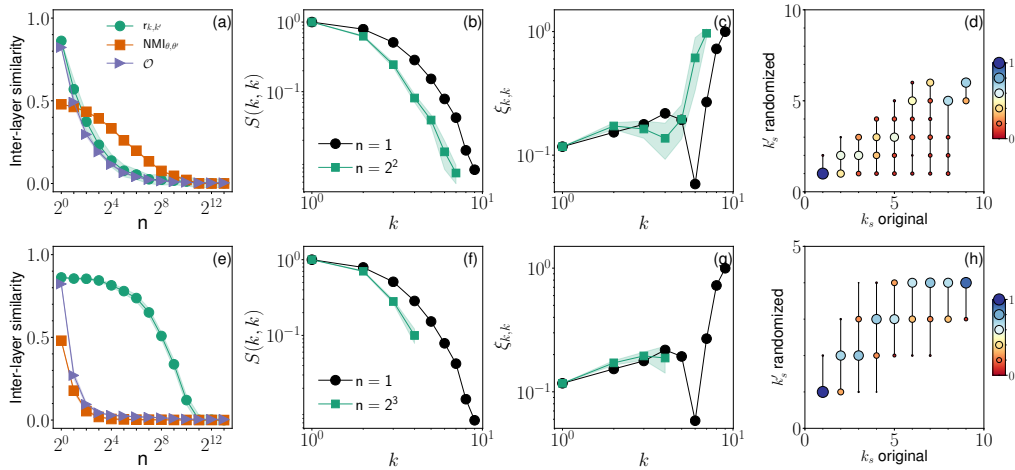 (a)
Inter-layer similarity
1.0
0.5
0.0
r_{k,k'}
NMI_{θ,θ'}
𝒪
2^0 2^4 2^8 2^12
n
(b)
S(k, k)
10^0
10^{-1}
n = 1
n = 2^2
10^0 10^1
k
(c)
ξ_{k,k}
10^0
10^{-1}
10^0 10^1
k
(d)
k'_s randomized
10
5
0
0 5 10
k_s original
1
0
(e)
Inter-layer similarity
1.0
0.5
0.0
2^0 2^4 2^8 2^12
n
(f)
S(k, k)
10^0
10^{-1}
n = 1
n = 2^3
10^0 10^1
k
(g)
ξ_{k,k}
10^0
10^{-1}
10^0 10^1
k
(h)
k'_s randomized
5
3
2
0
0 5 10
k_s original
1
0